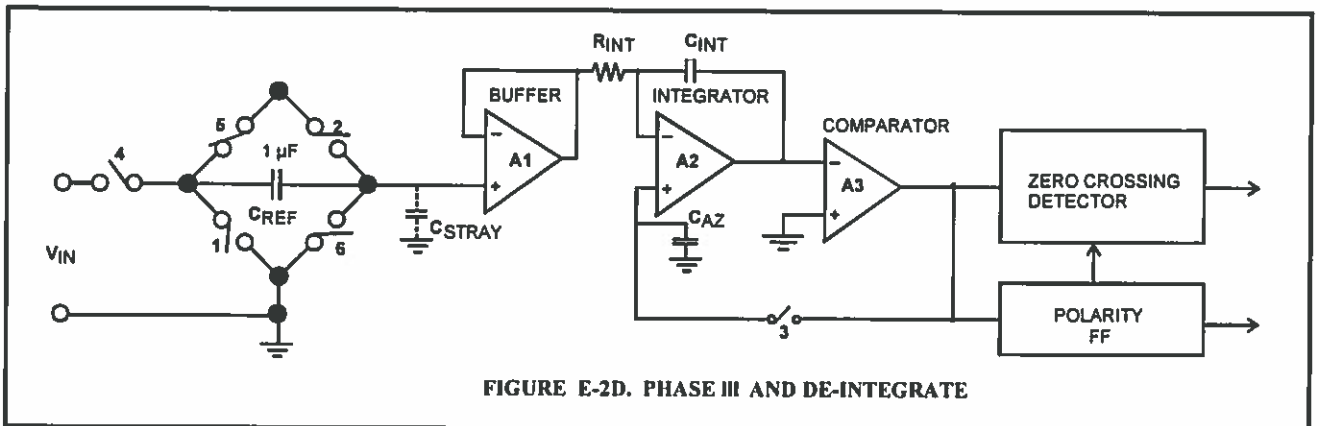 RINT
CINT
BUFFER
INTEGRATOR
COMPARATOR
5
2
4
1 µF
CREF
1
6
VIN
CSTRAY
−
+
A1
−
+
A2
CAZ
−
+
A3
3
ZERO CROSSING
DETECTOR
POLARITY
FF
FIGURE E-2D. PHASE III AND DE-INTEGRATE